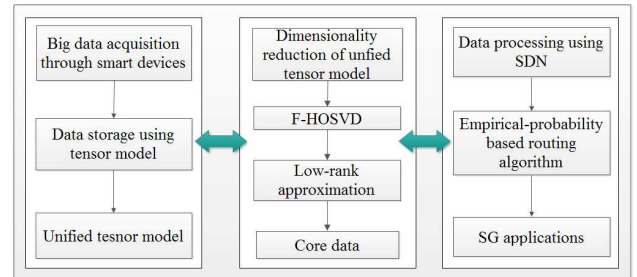 Big data acquisition
through smart devices
Data storage using
tensor model
Unified tesnor model
Dimensionality
reduction of unfied
tensor model
F-HOSVD
Low-rank
approximation
Core data
Data processing using
SDN
Empirical-probability
based routing
algorithm
SG applications